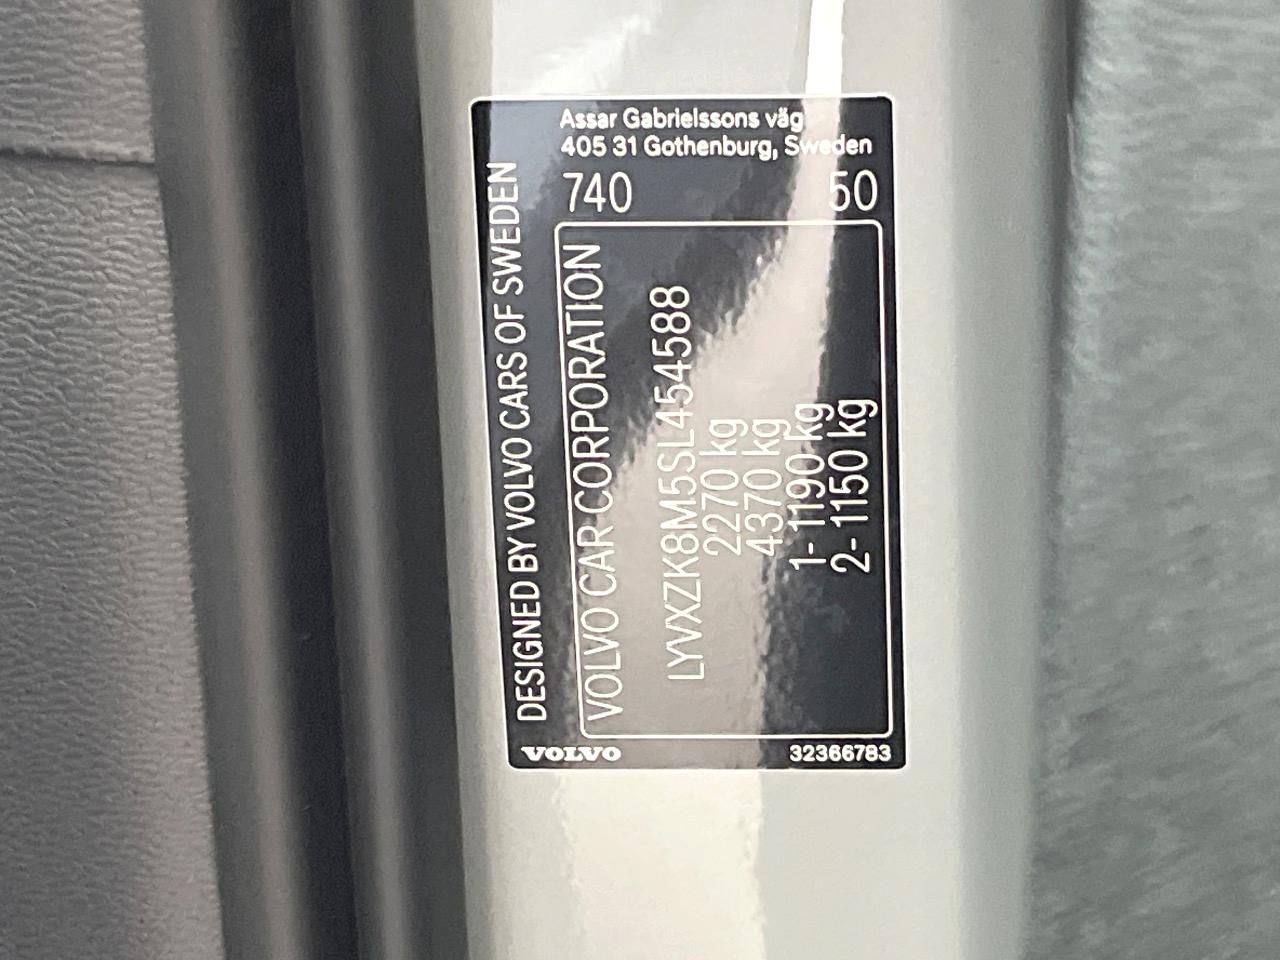 Assar Gabrielssons väg
405 31 Gothenburg, Sweden
740 50
DESIGNED BY VOLVO CARS OF SWEDEN
VOLVO CAR CORPORATION
LYVXZK8M5SL454588
2270 kg
4370 kg
1- 1190 kg
2- 1150 kg
VOLVO 32366783